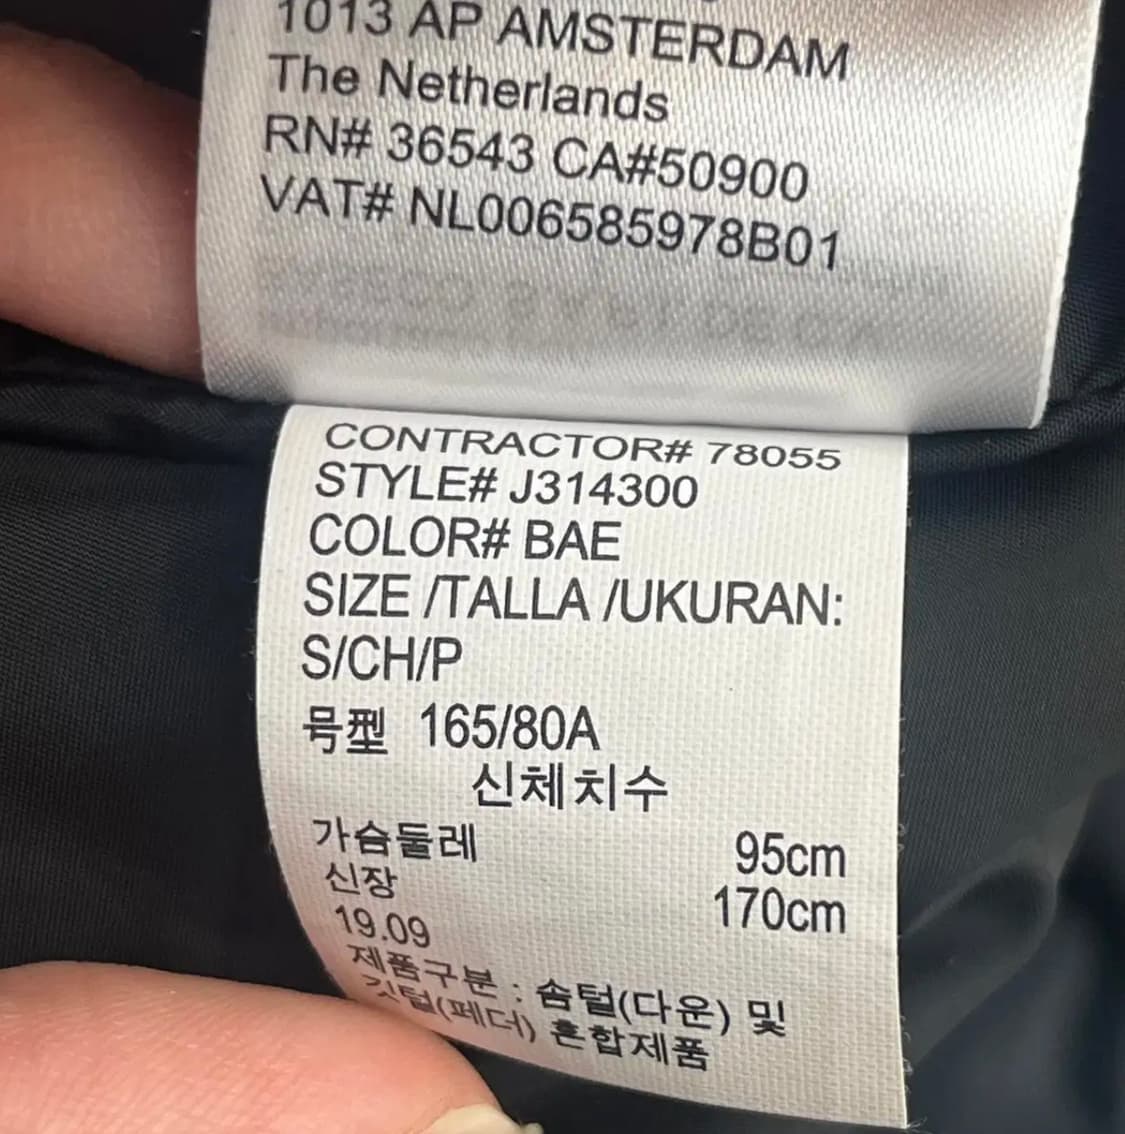 1013 AP AMSTERDAM
The Netherlands
RN# 36543 CA#50900
VAT# NL006585978B01
CONTRACTOR# 78055
STYLE# J314300
COLOR# BAE
SIZE /TALLA /UKURAN:
S/CH/P
号型 165/80A
신체치수
가슴둘레 95cm
신장 170cm
19.09
제품구분 : 솜털(다운) 및
깃털(페더) 혼합제품